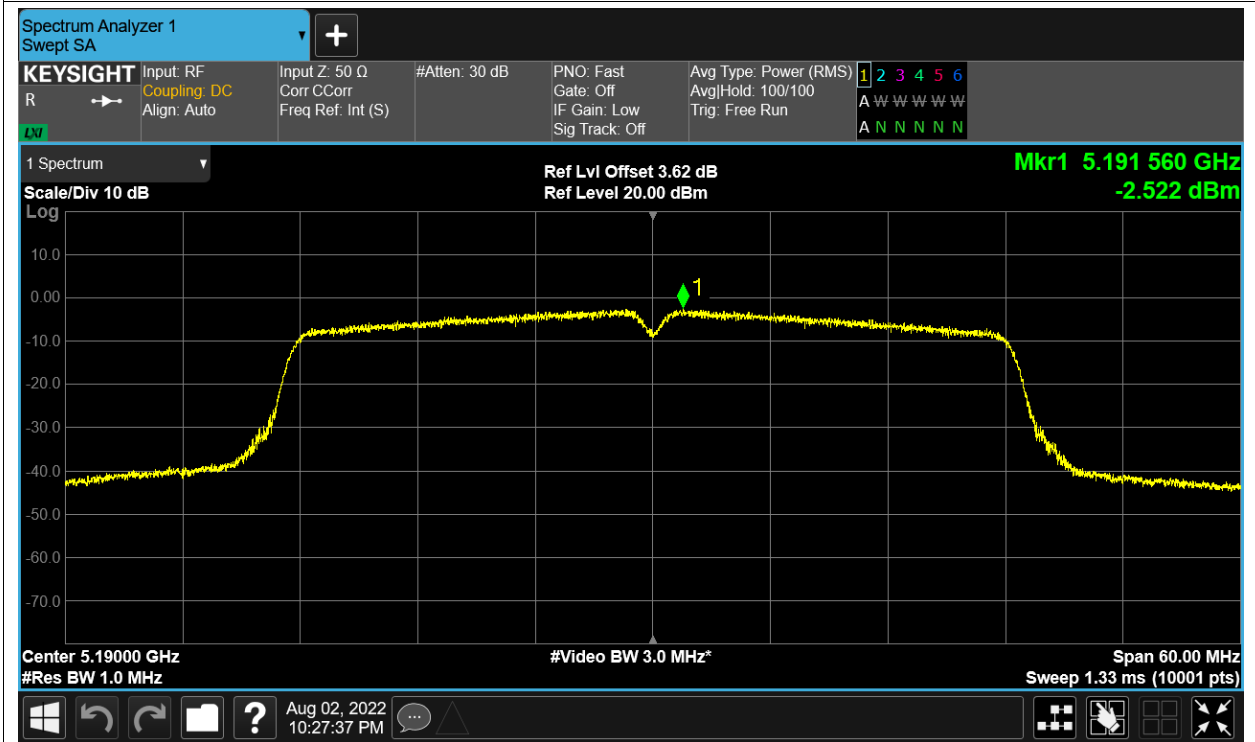 Spectrum Analyzer 1
Swept SA
KEYSIGHT
R
LXI
Input: RF
Coupling: DC
Align: Auto
Input Z: 50 Ω
Corr CCorr
Freq Ref: Int (S)
#Atten: 30 dB
PNO: Fast
Gate: Off
IF Gain: Low
Sig Track: Off
Avg Type: Power (RMS)
Avg|Hold: 100/100
Trig: Free Run
1 2 3 4 5 6
A W W W W W
A N N N N N
1 Spectrum
Scale/Div 10 dB
Ref Lvl Offset 3.62 dB
Ref Level 20.00 dBm
Mkr1 5.191 560 GHz
-2.522 dBm
Log
10.0
0.00
-10.0
-20.0
-30.0
-40.0
-50.0
-60.0
-70.0
1
Center 5.19000 GHz
#Video BW 3.0 MHz*
Span 60.00 MHz
#Res BW 1.0 MHz
Sweep 1.33 ms (10001 pts)
?
Aug 02, 2022
10:27:37 PM